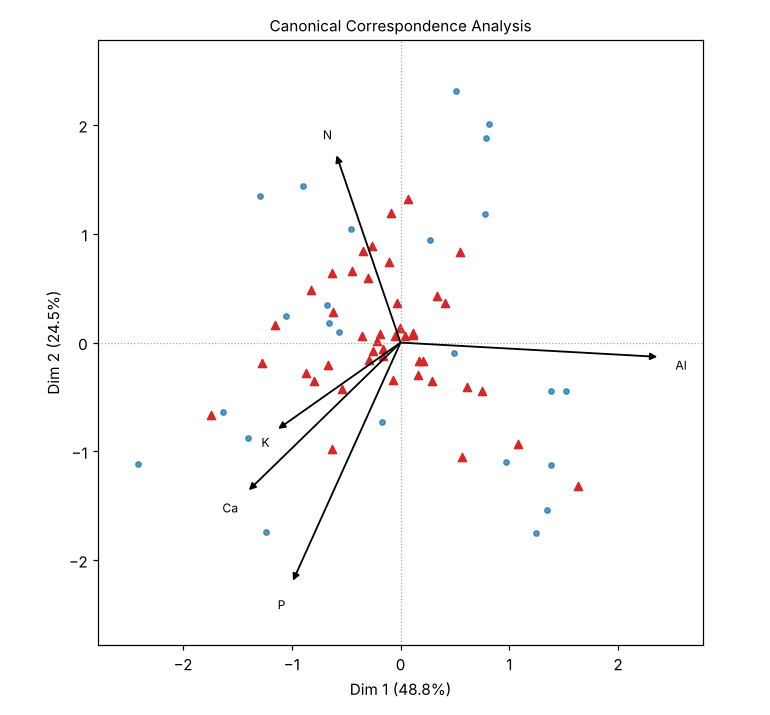 Canonical Correspondence Analysis
N
Al
K
Ca
P
2
1
0
−1
−2
−2
−1
0
1
2
Dim 2 (24.5%)
Dim 1 (48.8%)